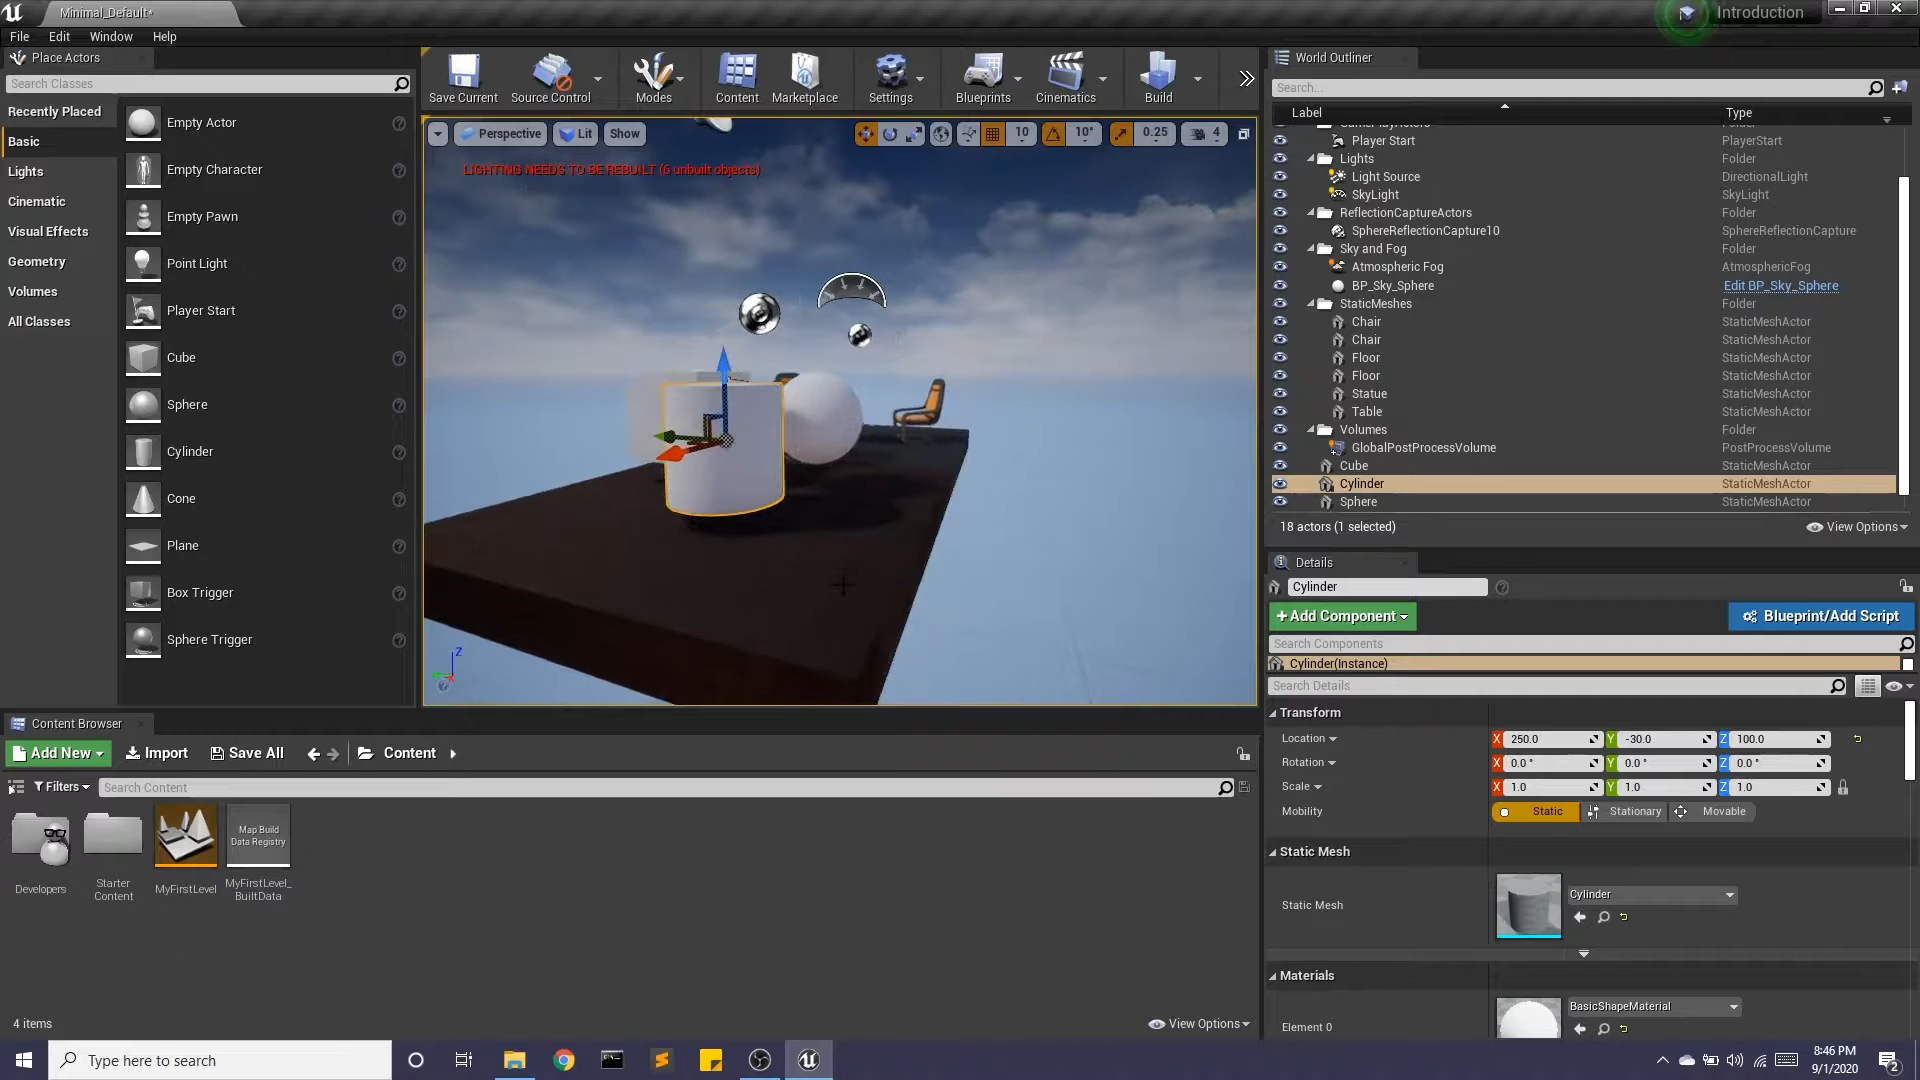 Minimal_Default*
Introduction
File Edit Window Help
Place Actors
Search Classes
Recently Placed
Basic
Lights
Cinematic
Visual Effects
Geometry
Volumes
All Classes
Empty Actor
Empty Character
Empty Pawn
Point Light
Player Start
Cube
Sphere
Cylinder
Cone
Plane
Box Trigger
Sphere Trigger
Save Current Source Control Modes Content Marketplace Settings Blueprints Cinematics Build
Perspective Lit Show 10 10° 0.25 4
LIGHTING NEEDS TO BE REBUILT (6 unbuilt objects)
Z
World Outliner
Search...
Label Type
GamePlayActors Folder
Player Start PlayerStart
Lights Folder
Light Source DirectionalLight
SkyLight SkyLight
ReflectionCaptureActors Folder
SphereReflectionCapture10 SphereReflectionCapture
Sky and Fog Folder
Atmospheric Fog AtmosphericFog
BP_Sky_Sphere Edit BP_Sky_Sphere
StaticMeshes Folder
Chair StaticMeshActor
Chair StaticMeshActor
Floor StaticMeshActor
Floor StaticMeshActor
Statue StaticMeshActor
Table StaticMeshActor
Volumes Folder
GlobalPostProcessVolume PostProcessVolume
Cube StaticMeshActor
Cylinder StaticMeshActor
Sphere StaticMeshActor
18 actors (1 selected) View Options
Details
Cylinder
+Add Component Blueprint/Add Script
Search Components
Cylinder(Instance)
Search Details
Transform
Location X 250.0 Y -30.0 Z 100.0
Rotation X 0.0 ° Y 0.0 ° Z 0.0 °
Scale X 1.0 Y 1.0 Z 1.0
Mobility Static Stationary Movable
Static Mesh
Static Mesh Cylinder
Materials
Element 0 BasicShapeMaterial
Content Browser
Add New Import Save All Content
Filters Search Content
Map Build
Data Registry
Developers
Starter
Content
MyFirstLevel
MyFirstLevel_
BuiltData
4 items View Options
Type here to search
8:46 PM
9/1/2020
2